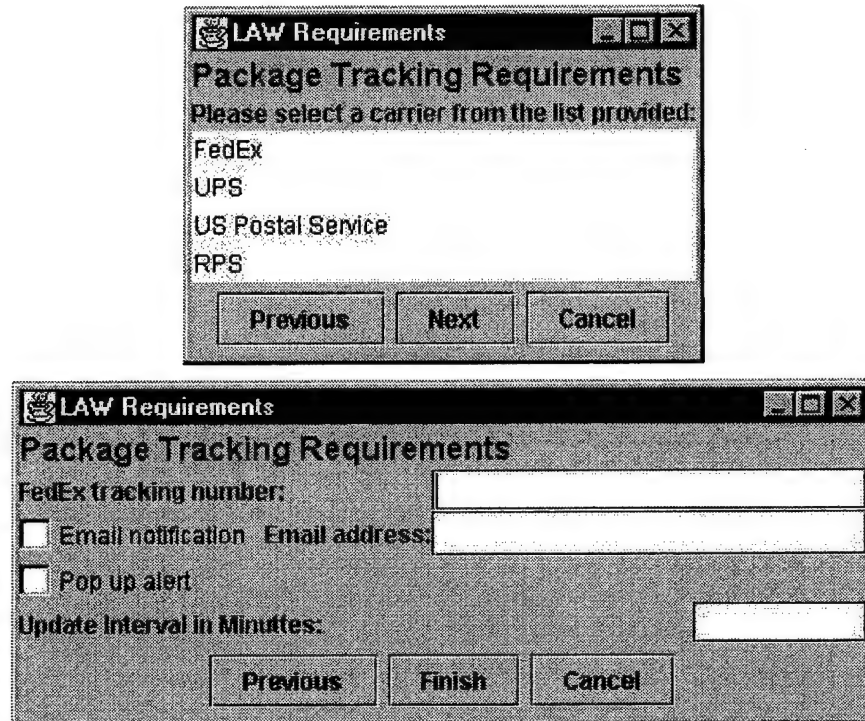 LAW Requirements
Package Tracking Requirements
Please select a carrier from the list provided:
FedEx
UPS
US Postal Service
RPS
Previous Next Cancel
LAW Requirements
Package Tracking Requirements
FedEx tracking number:
Email notification Email address:
Pop up alert
Update Interval in Minuttes:
Previous Finish Cancel